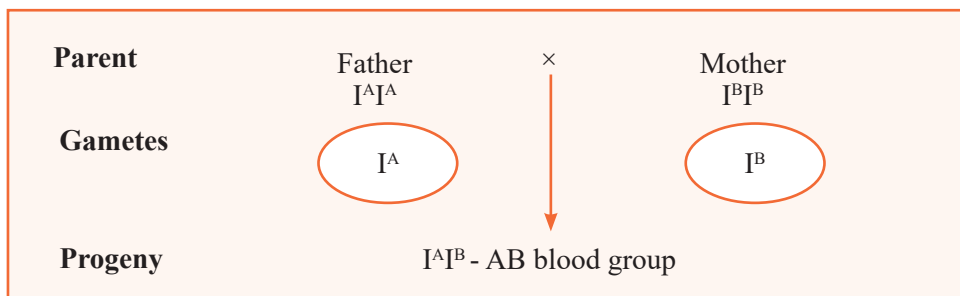 Parent
Father × Mother
IᴬIᴬ IᴮIᴮ
Gametes
Iᴬ Iᴮ
Progeny IᴬIᴮ - AB blood group